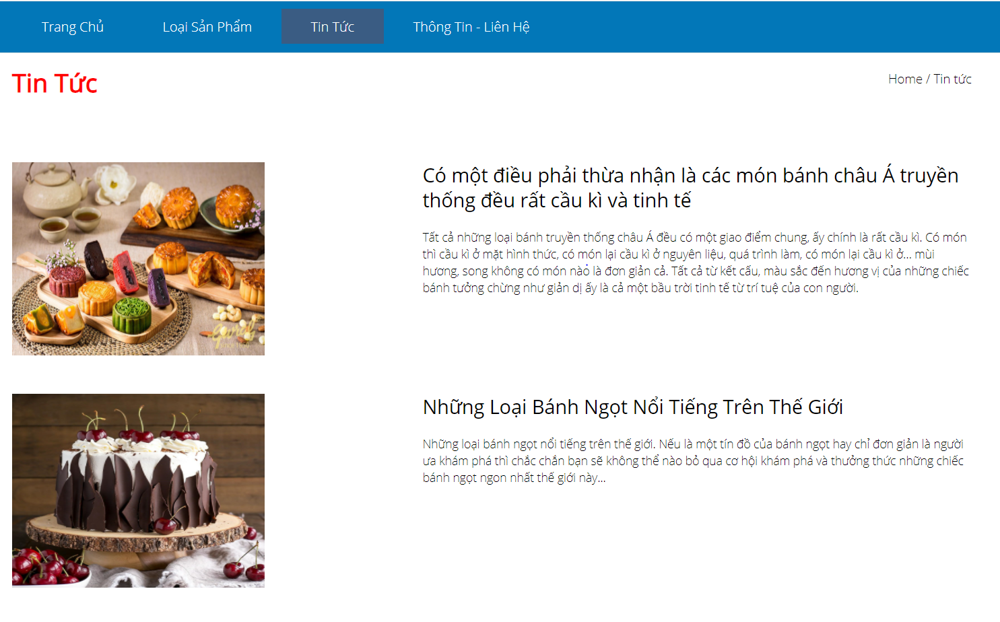 Trang Chủ Loại Sản Phẩm Tin Tức Thông Tin - Liên Hệ
Tin Tức
Home / Tin tức
Có một điều phải thừa nhận là các món bánh châu Á truyền
thống đều rất cầu kì và tinh tế
Tất cả những loại bánh truyền thống châu Á đều có một giao điểm chung, ấy chính là rất cầu kì. Có món
thì cầu kì ở mặt hình thức, có món lại cầu kì ở nguyên liệu, quá trình làm, có món lại cầu kì ở... mùi
hương, song không có món nào là đơn giản cả. Tất cả từ kết cấu, màu sắc đến hương vị của những chiếc
bánh tưởng chừng như giản dị ấy là cả một bầu trời tinh tế từ trí tuệ của con người.
Những Loại Bánh Ngọt Nổi Tiếng Trên Thế Giới
Những loại bánh ngọt nổi tiếng trên thế giới. Nếu là một tín đồ của bánh ngọt hay chỉ đơn giản là người
ưa khám phá thì chắc chắn bạn sẽ không thể nào bỏ qua cơ hội khám phá và thưởng thức những chiếc
bánh ngọt ngon nhất thế giới này...